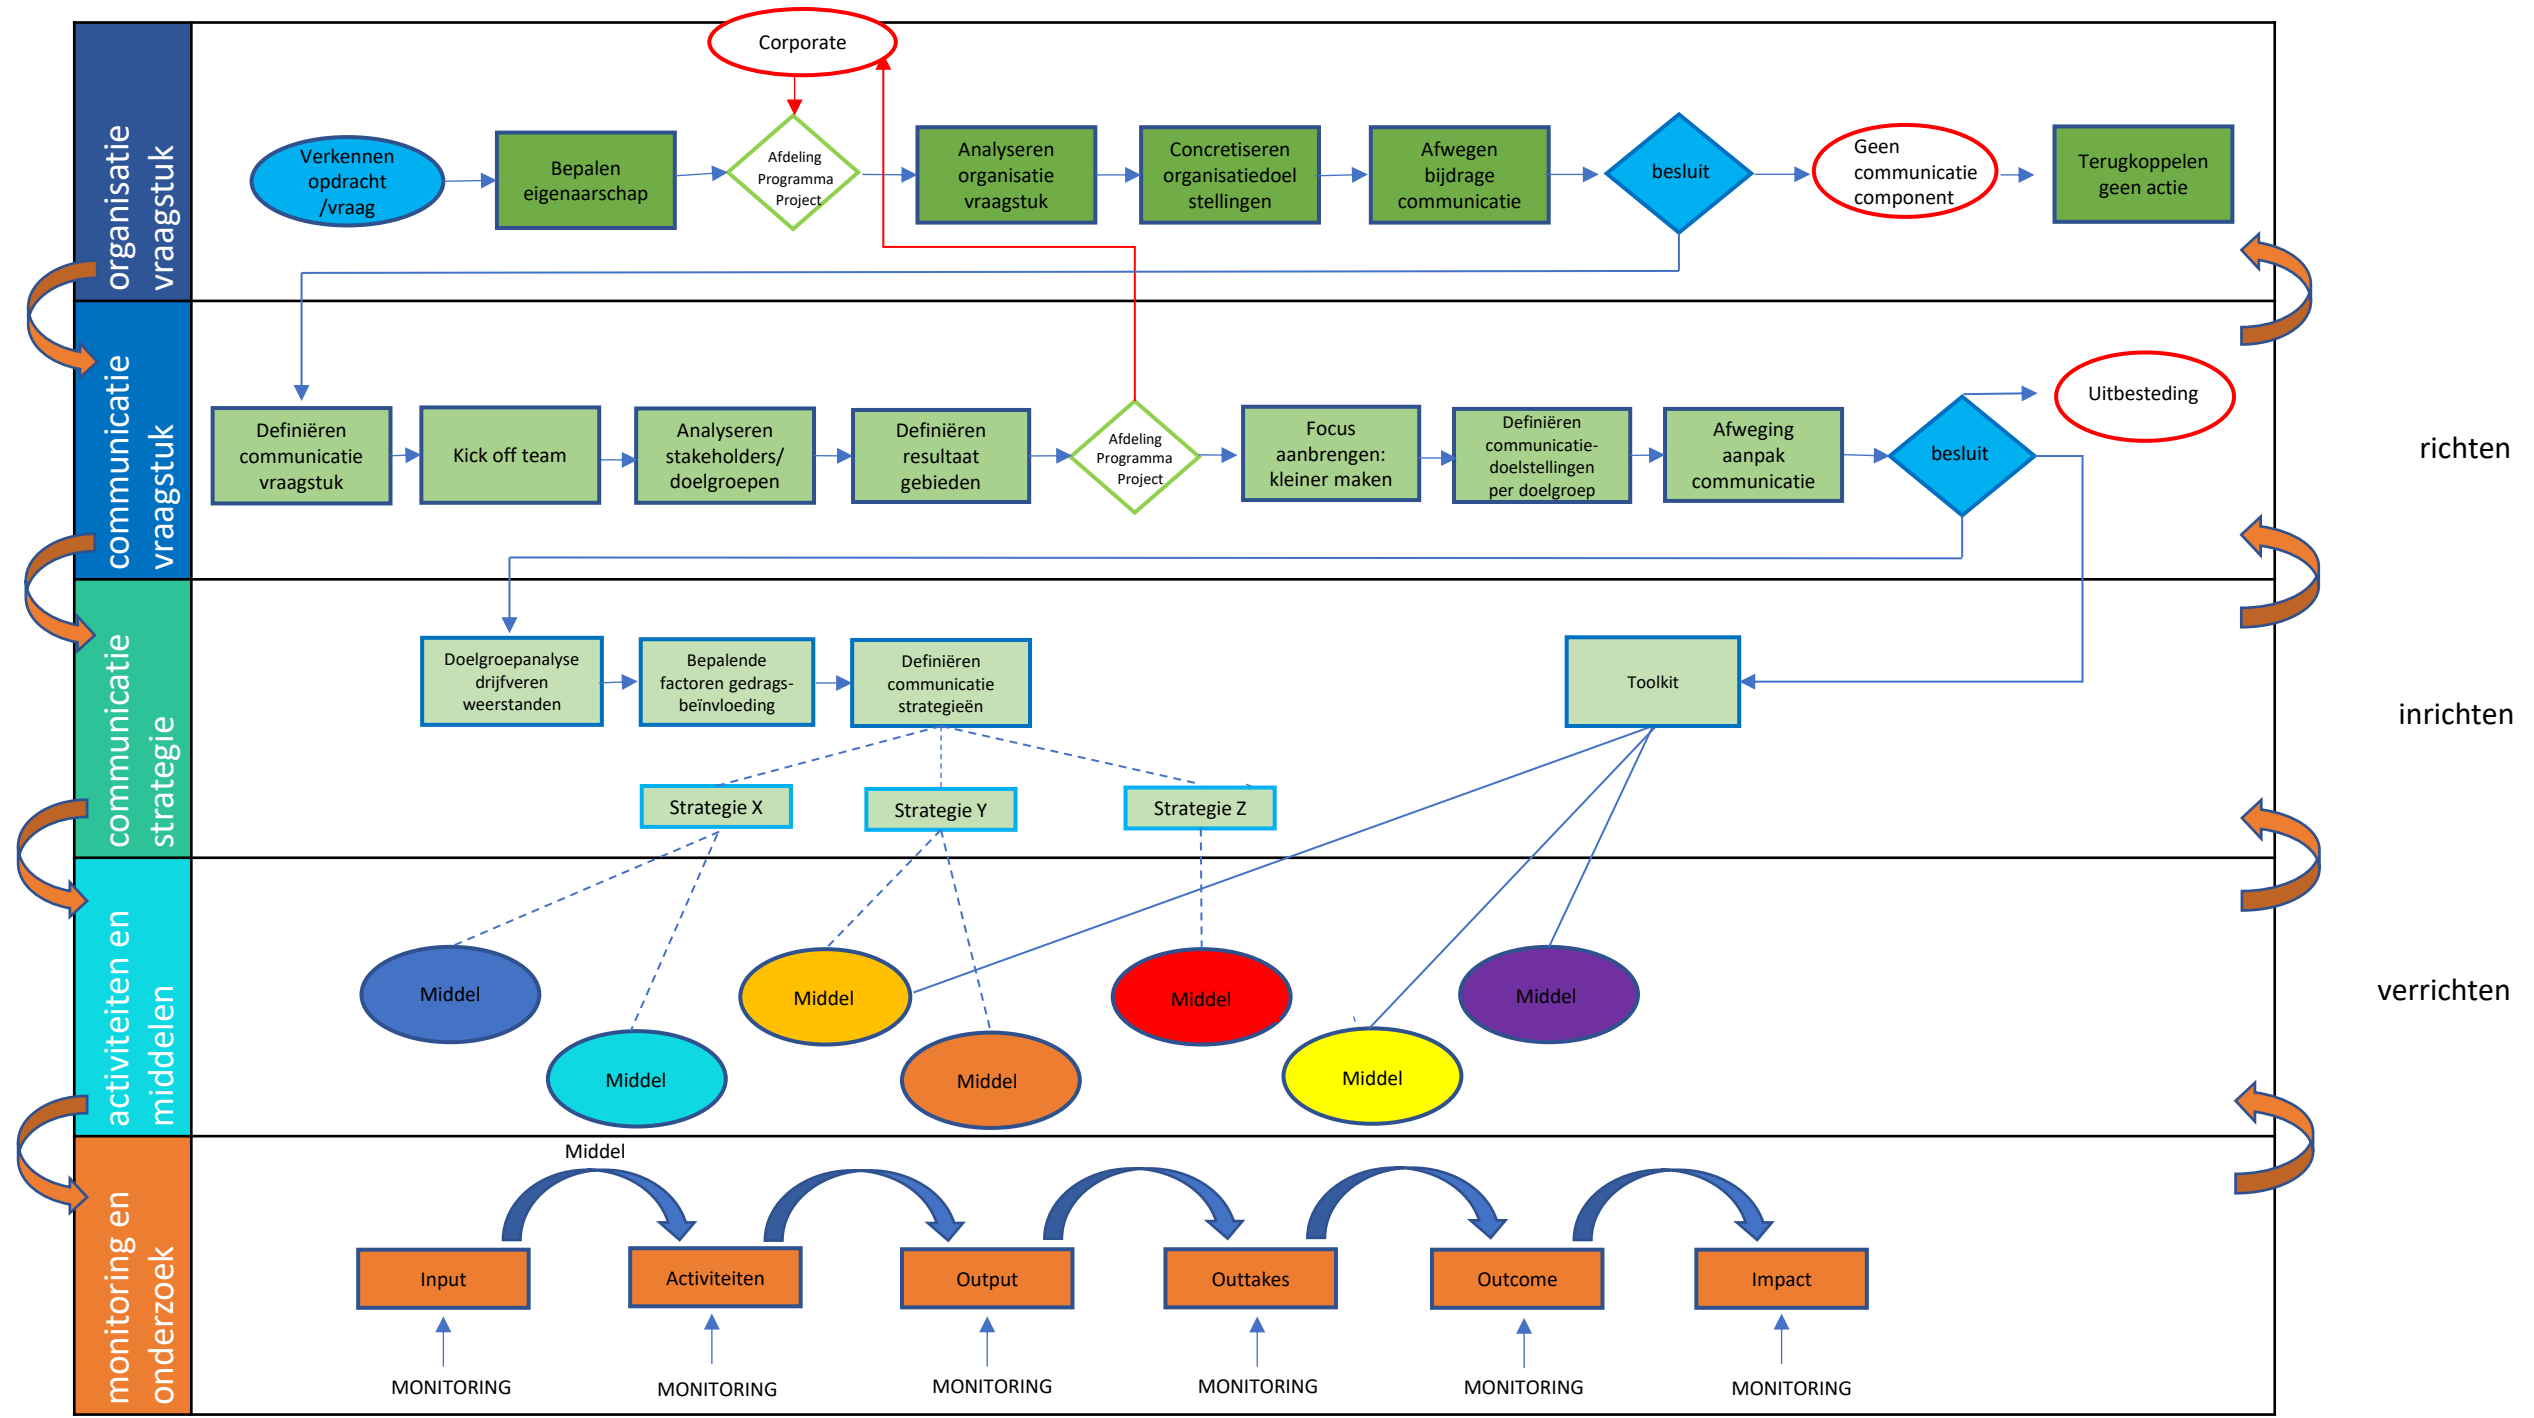 Corporate
organisatie
vraagstuk
Verkennen
opdracht
/vraag
Bepalen
eigenaarschap
Afdeling
Programma
Project
Analyseren
organisatie
vraagstuk
Concretiseren
organisatiedoel
stellingen
Afwegen
bijdrage
communicatie
besluit
Geen
communicatie
component
Terugkoppelen
geen actie
communicatie
vraagstuk
Definiëren
communicatie
vraagstuk
Kick off team
Analyseren
stakeholders/
doelgroepen
Definiëren
resultaat
gebieden
Afdeling
Programma
Project
Focus
aanbrengen:
kleiner maken
Definiëren
communicatie-
doelstellingen
per doelgroep
Afweging
aanpak
communicatie
besluit
Uitbesteding
richten
communicatie
strategie
Doelgroepanalyse
drijfveren
weerstanden
Bepalende
factoren gedrags-
beïnvloeding
Definiëren
communicatie
strategieën
Toolkit
inrichten
Strategie X
Strategie Y
Strategie Z
activiteiten en
middelen
Middel
Middel
Middel
Middel
Middel
Middel
Middel
verrichten
monitoring en
onderzoek
Middel
Input
Activiteiten
Output
Outtakes
Outcome
Impact
MONITORING
MONITORING
MONITORING
MONITORING
MONITORING
MONITORING